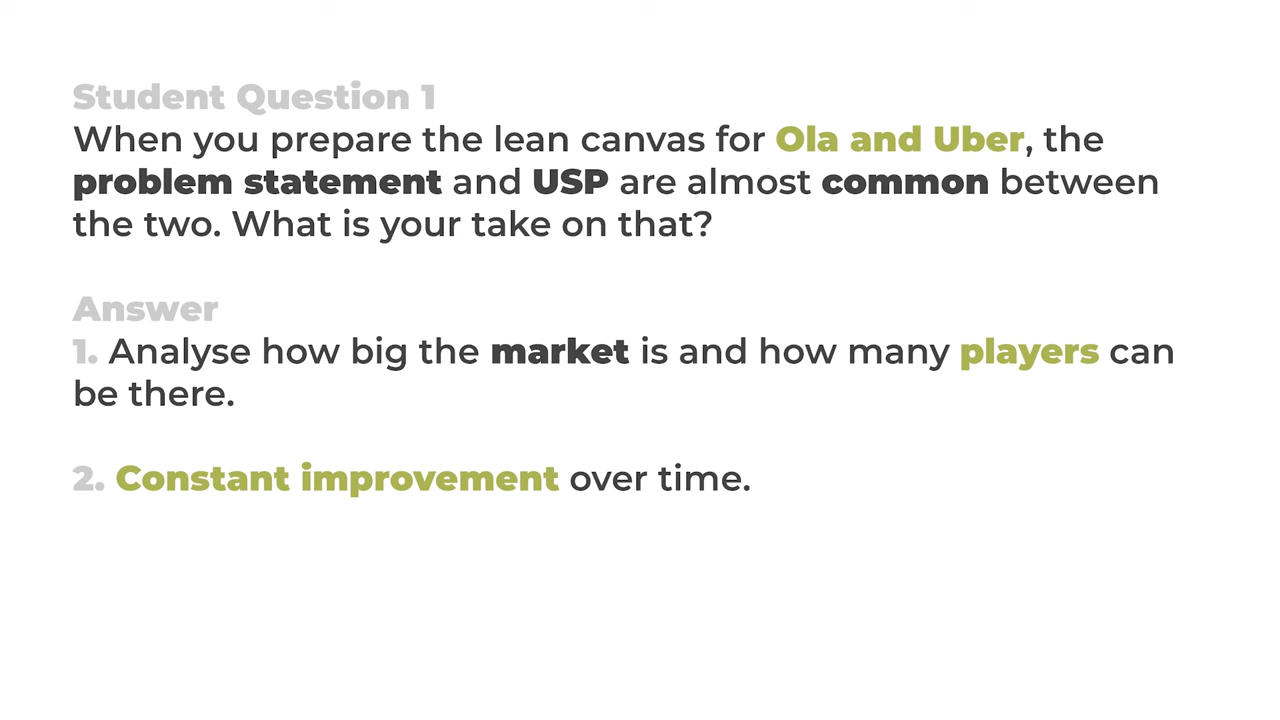 Student Question 1
When you prepare the lean canvas for Ola and Uber, the
problem statement and USP are almost common between
the two. What is your take on that?
Answer
1. Analyse how big the market is and how many players can
be there.
2. Constant improvement over time.